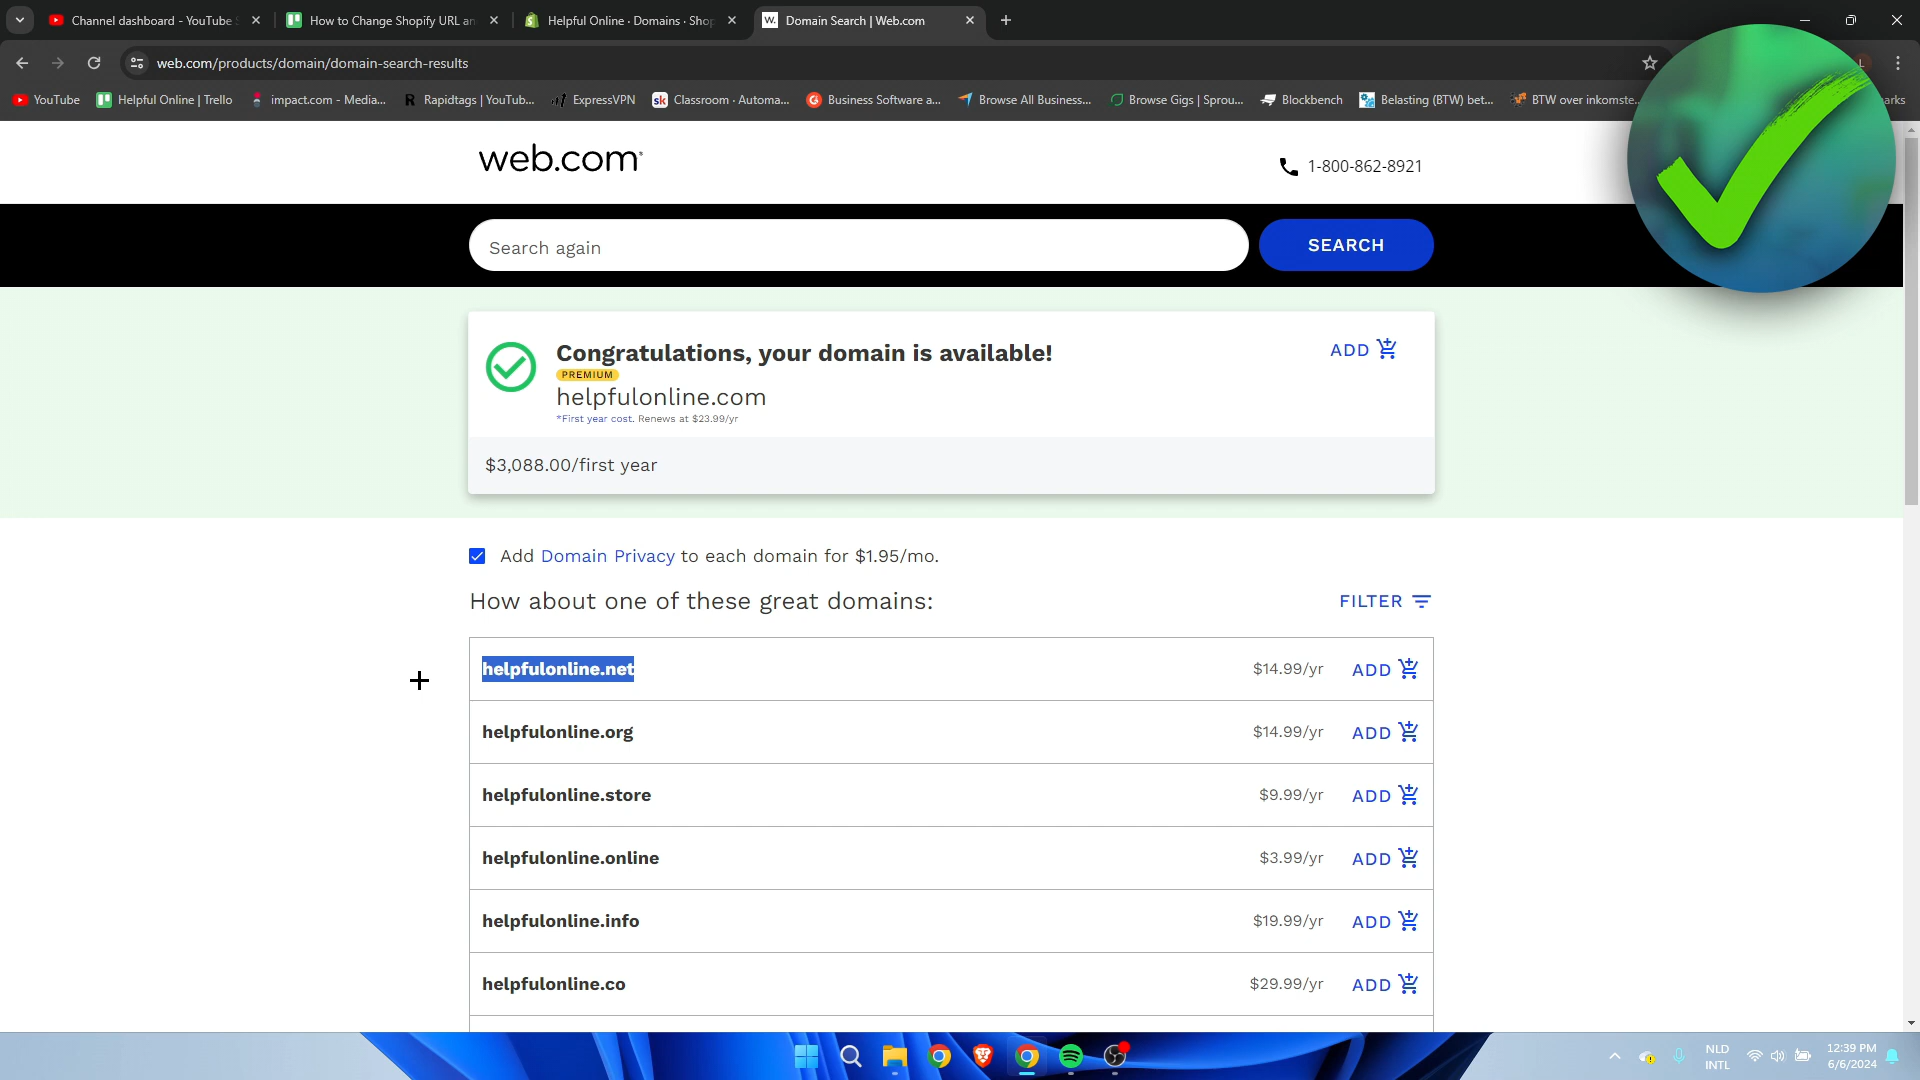 Channel dashboard - YouTube
How to Change Shopify URL an
Helpful Online · Domains · Shop
W. Domain Search | Web.com
web.com/products/domain/domain-search-results
YouTube
Helpful Online | Trello
impact.com - Media...
R Rapidtags | YouTub...
ExpressVPN
sk Classroom · Automa...
Business Software a...
Browse All Business...
Browse Gigs | Sprou...
Blockbench
Belasting (BTW) bet...
BTW over inkomste...
arks
web.com
1-800-862-8921
Search again
SEARCH
Congratulations, your domain is available!
ADD
PREMIUM
helpfulonline.com
*First year cost. Renews at $23.99/yr
$3,088.00/first year
Add Domain Privacy to each domain for $1.95/mo.
How about one of these great domains:
FILTER
helpfulonline.net $14.99/yr ADD
helpfulonline.org $14.99/yr ADD
helpfulonline.store $9.99/yr ADD
helpfulonline.online $3.99/yr ADD
helpfulonline.info $19.99/yr ADD
helpfulonline.co $29.99/yr ADD
NLD
INTL
12:39 PM
6/6/2024